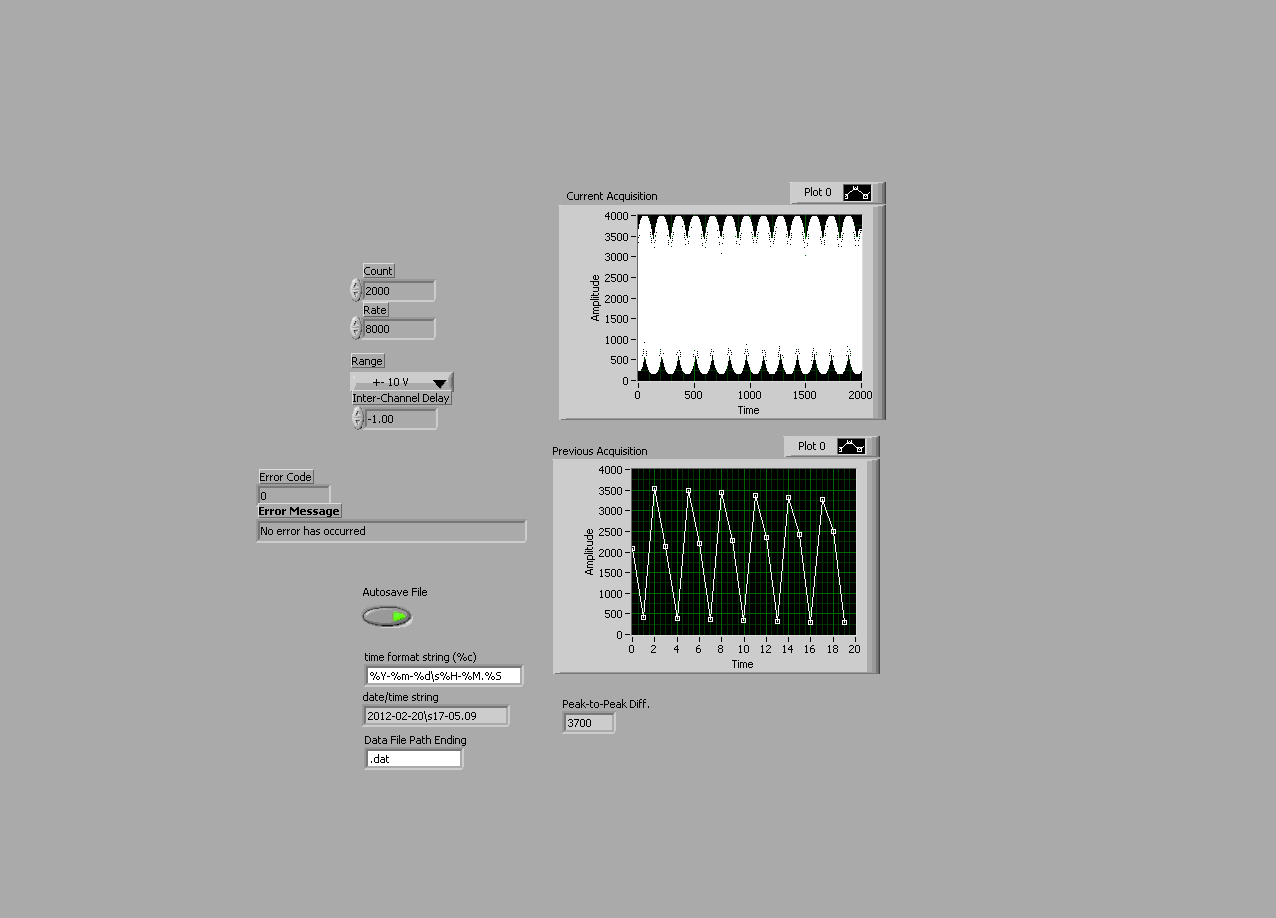 Current Acquisition
Plot 0
4000
3500
3000
2500
2000
1500
1000
500
0
Amplitude
0 500 1000 1500 2000
Time
Count
2000
Rate
8000
Range
+- 10 V
Inter-Channel Delay
-1.00
Previous Acquisition
Plot 0
4000
3500
3000
2500
2000
1500
1000
500
0
Amplitude
0 2 4 6 8 10 12 14 16 18 20
Time
Error Code
0
Error Message
No error has occurred
Autosave File
time format string (%c)
%Y-%m-%d\s%H-%M.%S
date/time string
2012-02-20\s17-05.09
Data File Path Ending
.dat
Peak-to-Peak Diff.
3700